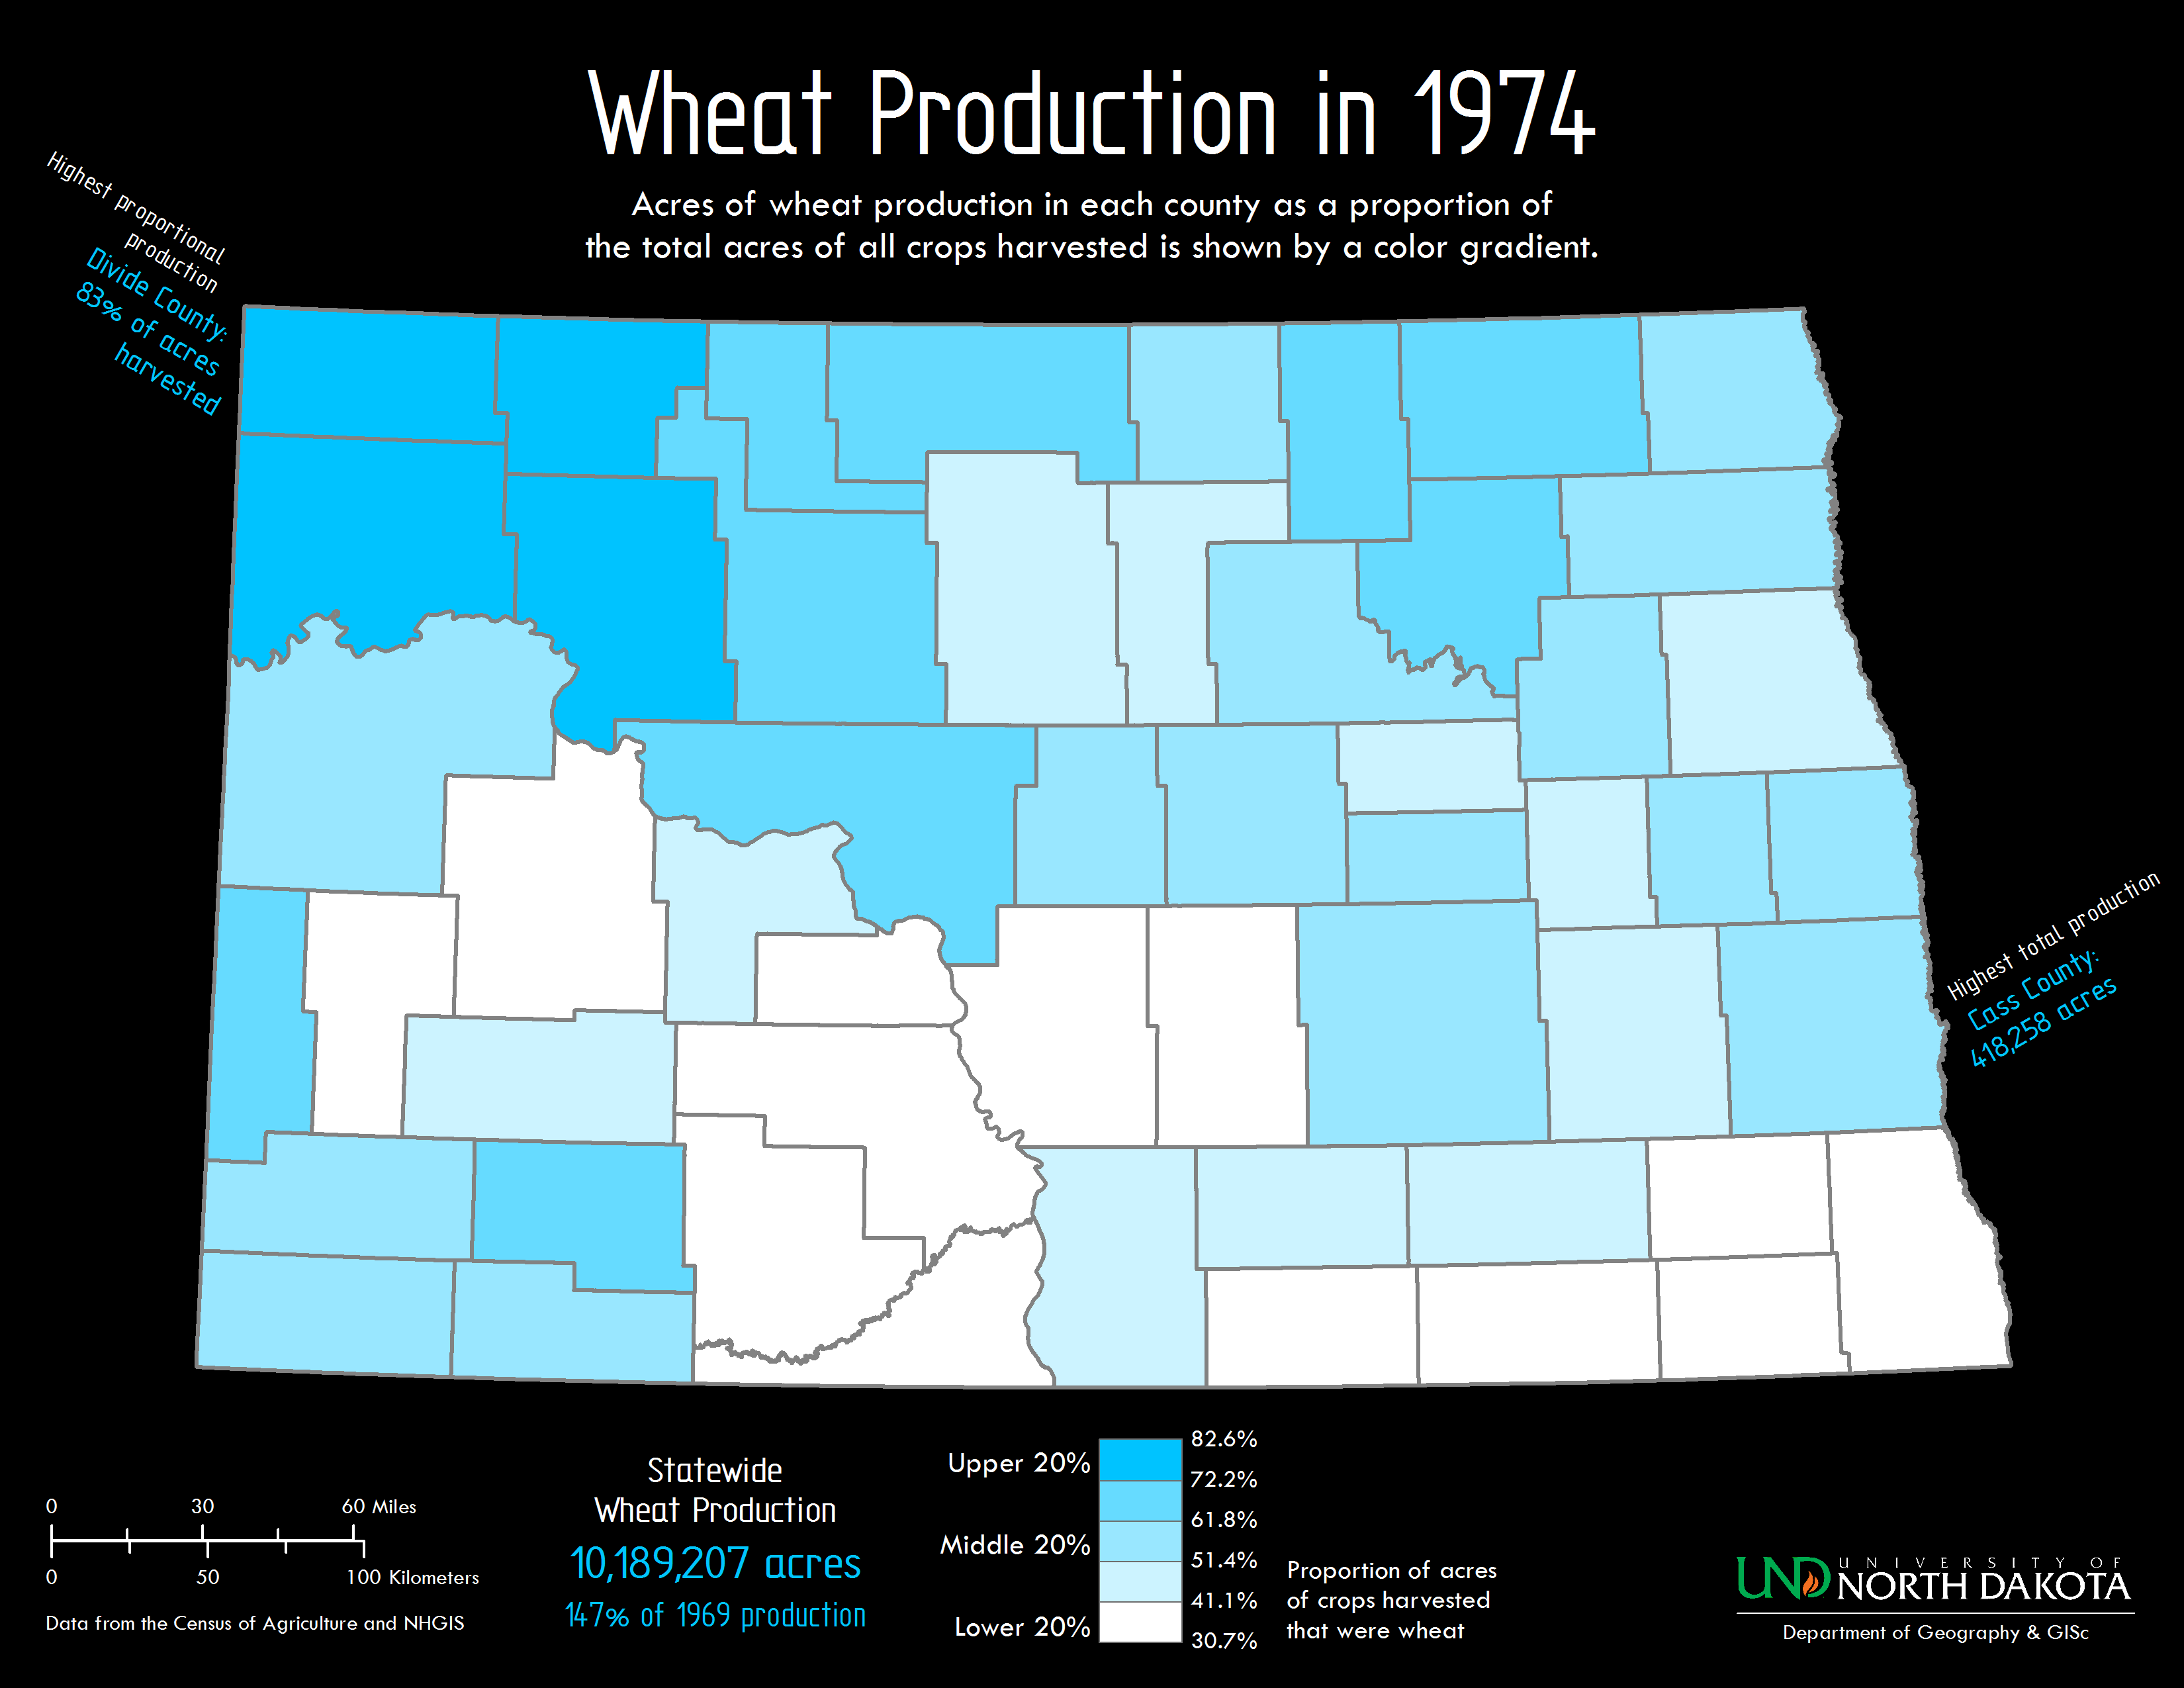 Wheat Production in 1974
Acres of wheat production in each county as a proportion of
the total acres of all crops harvested is shown by a color gradient.
Highest proportional
production
Divide County:
83% of acres
harvested
Highest total production
Cass County:
418,258 acres
0 30 60 Miles
0 50 100 Kilometers
Data from the Census of Agriculture and NHGIS
Statewide
Wheat Production
10,189,207 acres
147% of 1969 production
Upper 20%
Middle 20%
Lower 20%
82.6%
72.2%
61.8%
51.4%
41.1%
30.7%
Proportion of acres
of crops harvested
that were wheat
UND
UNIVERSITY OF
NORTH DAKOTA
Department of Geography & GISc